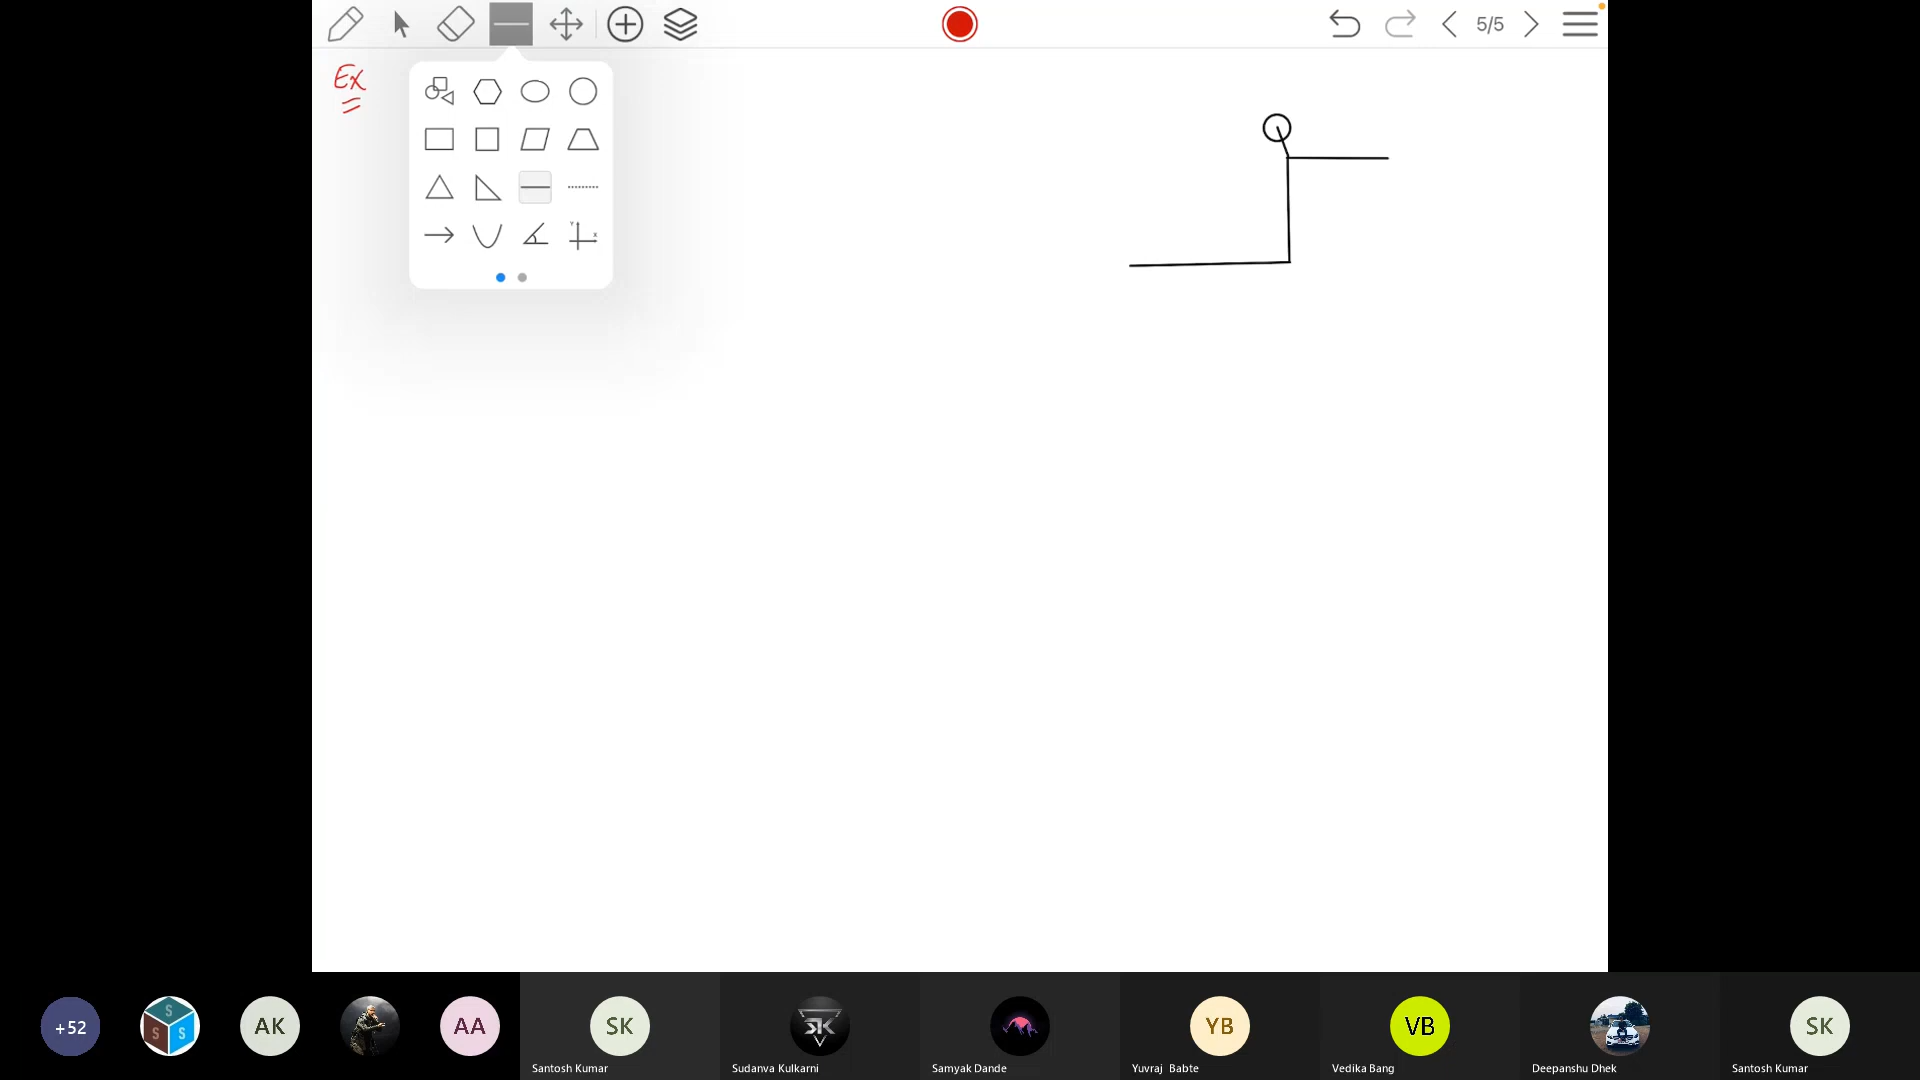 5/5
Ex
Y
x
+52
S
S S
AK
AA
SK
SK
YB
VB
SK
Santosh Kumar
Sudanva Kulkarni
Samyak Dande
Yuvraj Babte
Vedika Bang
Deepanshu Dhek
Santosh Kumar